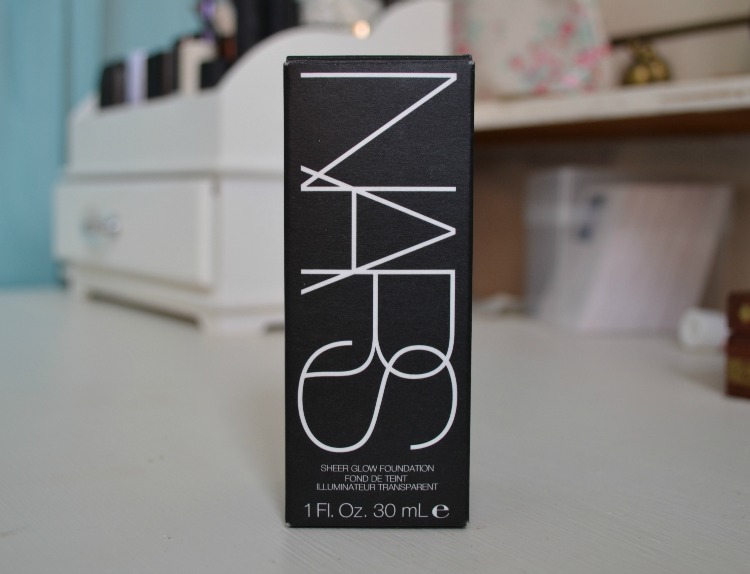 NARS
SHEER GLOW FOUNDATION
FOND DE TEINT
ILLUMINATEUR TRANSPARENT
1 Fl. Oz. 30 mL e